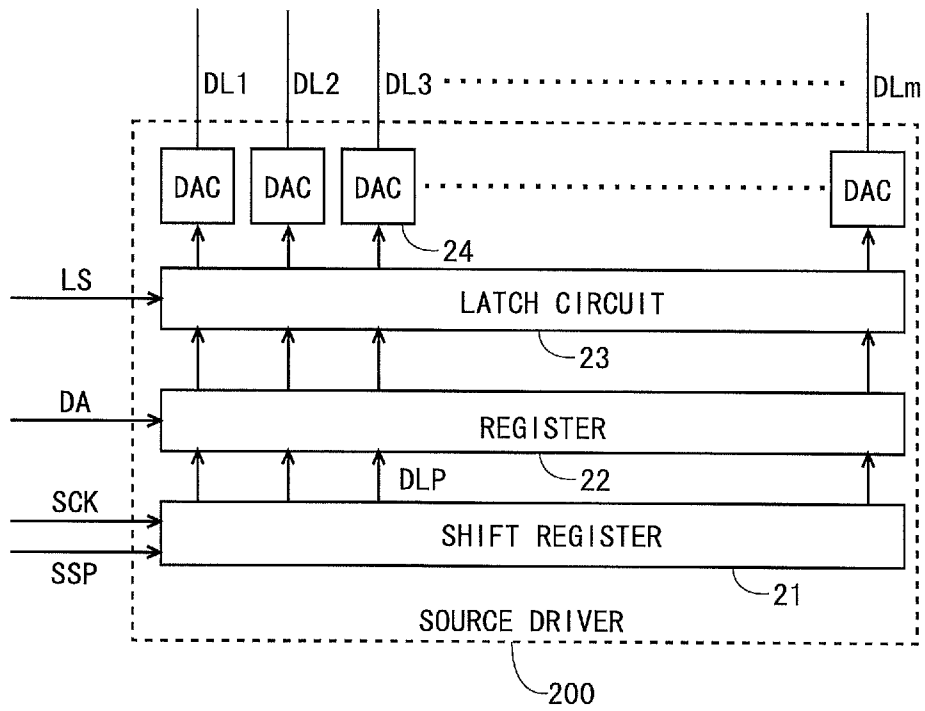 DL1 DL2 DL3 DLm
DAC DAC DAC DAC
24
LS
LATCH CIRCUIT
23
DA
REGISTER
22
DLP
SCK
SHIFT REGISTER
SSP
21
SOURCE DRIVER
200